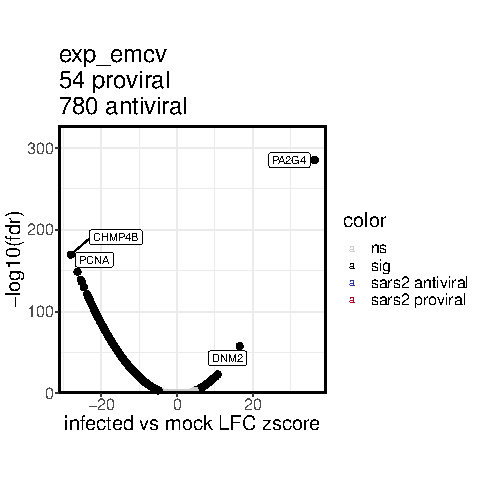 exp_emcv
54 proviral
780 antiviral
300
200
100
0
-log10(fdr)
PA2G4
CHMP4B
PCNA
DNM2
−20
0
20
infected vs mock LFC zscore
color
a ns
a sig
a sars2 antiviral
a sars2 proviral